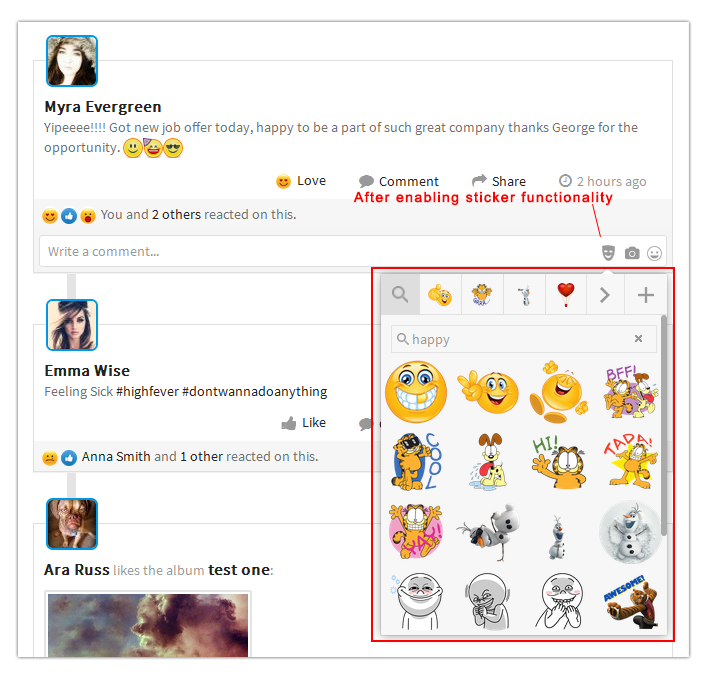 Myra Evergreen
Yipeeee!!!! Got new job offer today, happy to be a part of such great company thanks George for the
opportunity.
Love Comment Share 2 hours ago
After enabling sticker functionality
You and 2 others reacted on this.
Write a comment...
happy
Emma Wise
Feeling Sick #highfever #dontwannadoanything
BFF!
Like
COOL
HI!
TADA!
Anna Smith and 1 other reacted on this.
YAY!
Ara Russ likes the album test one:
AWESOME!